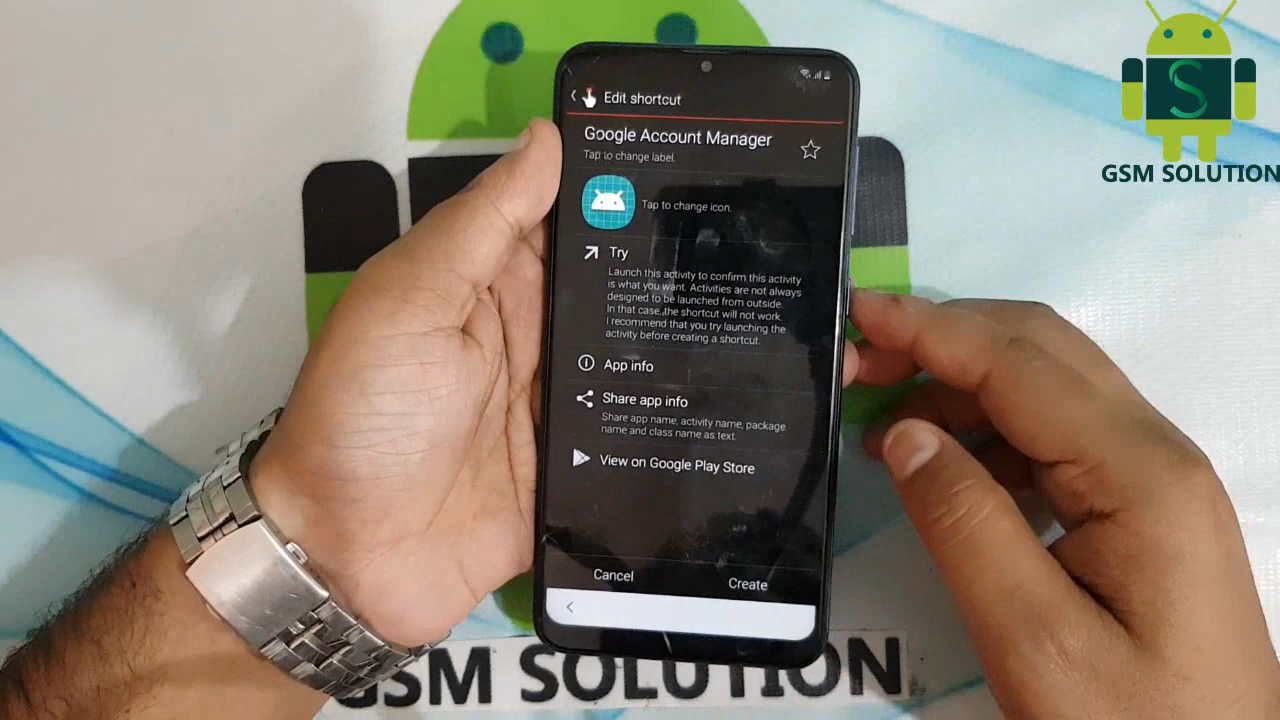 Edit shortcut
Google Account Manager
Tap to change label.
Tap to change icon.
Try
Launch this activity to confirm this activity
is what you want. Activities are not always
designed to be launched from outside.
In that case,,the shortcut will not work.
I recommend that you try launching the
activity before creating a shortcut.
App info
Share app info
Share app name, activity name, package
name and class name as text.
View on Google Play Store
Cancel
Create
S
GSM SOLUTION
GSM SOLUTION